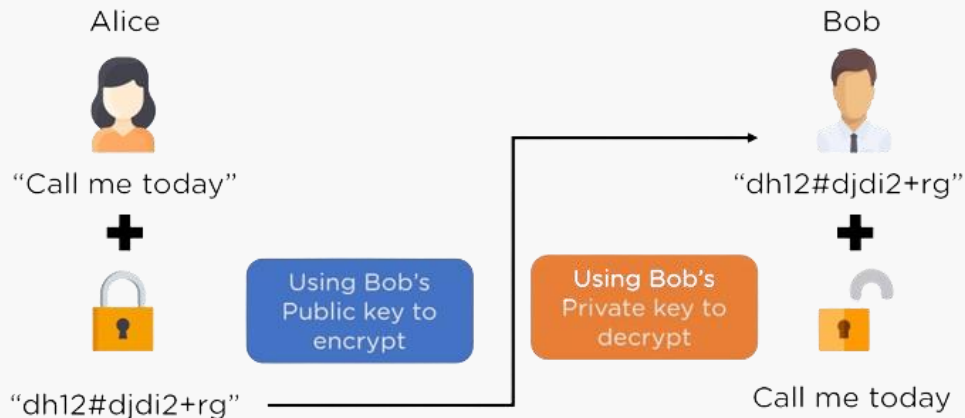 Alice
“Call me today”
Using Bob's
Public key to
encrypt
“dh12#djdi2+rg”
Bob
“dh12#djdi2+rg”
Using Bob's
Private key to
decrypt
Call me today